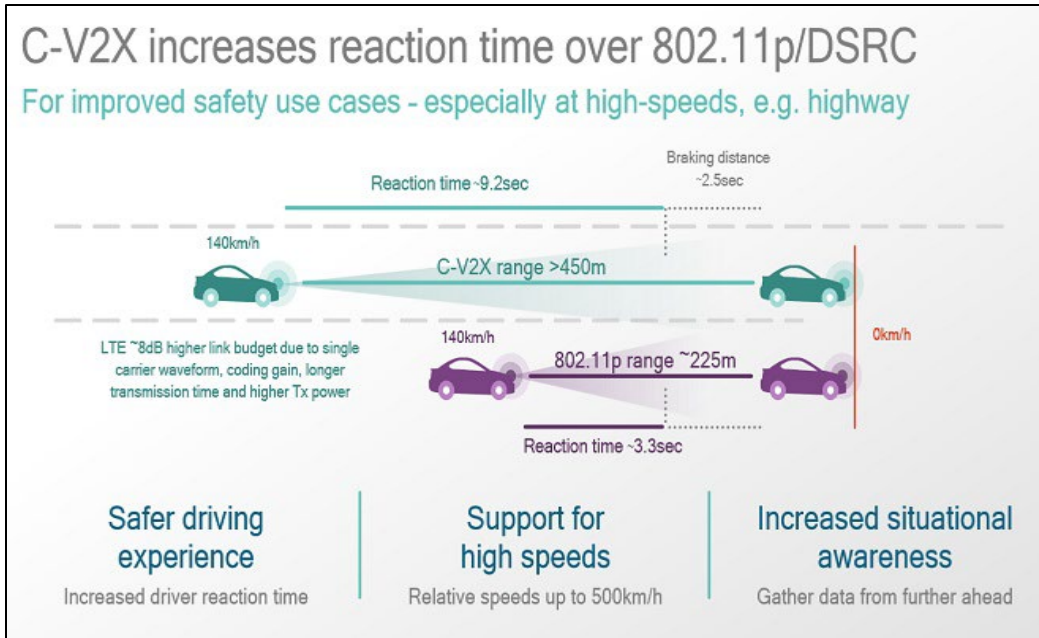 C-V2X increases reaction time over 802.11p/DSRC
For improved safety use cases - especially at high-speeds, e.g. highway
Braking distance
~2.5sec
Reaction time ~9.2sec
140km/h
C-V2X range >450m
0km/h
LTE ~8dB higher link budget due to single
carrier waveform, coding gain, longer
transmission time and higher Tx power
140km/h
802.11p range ~225m
Reaction time ~3.3sec
Safer driving
experience
Increased driver reaction time
Support for
high speeds
Relative speeds up to 500km/h
Increased situational
awareness
Gather data from further ahead